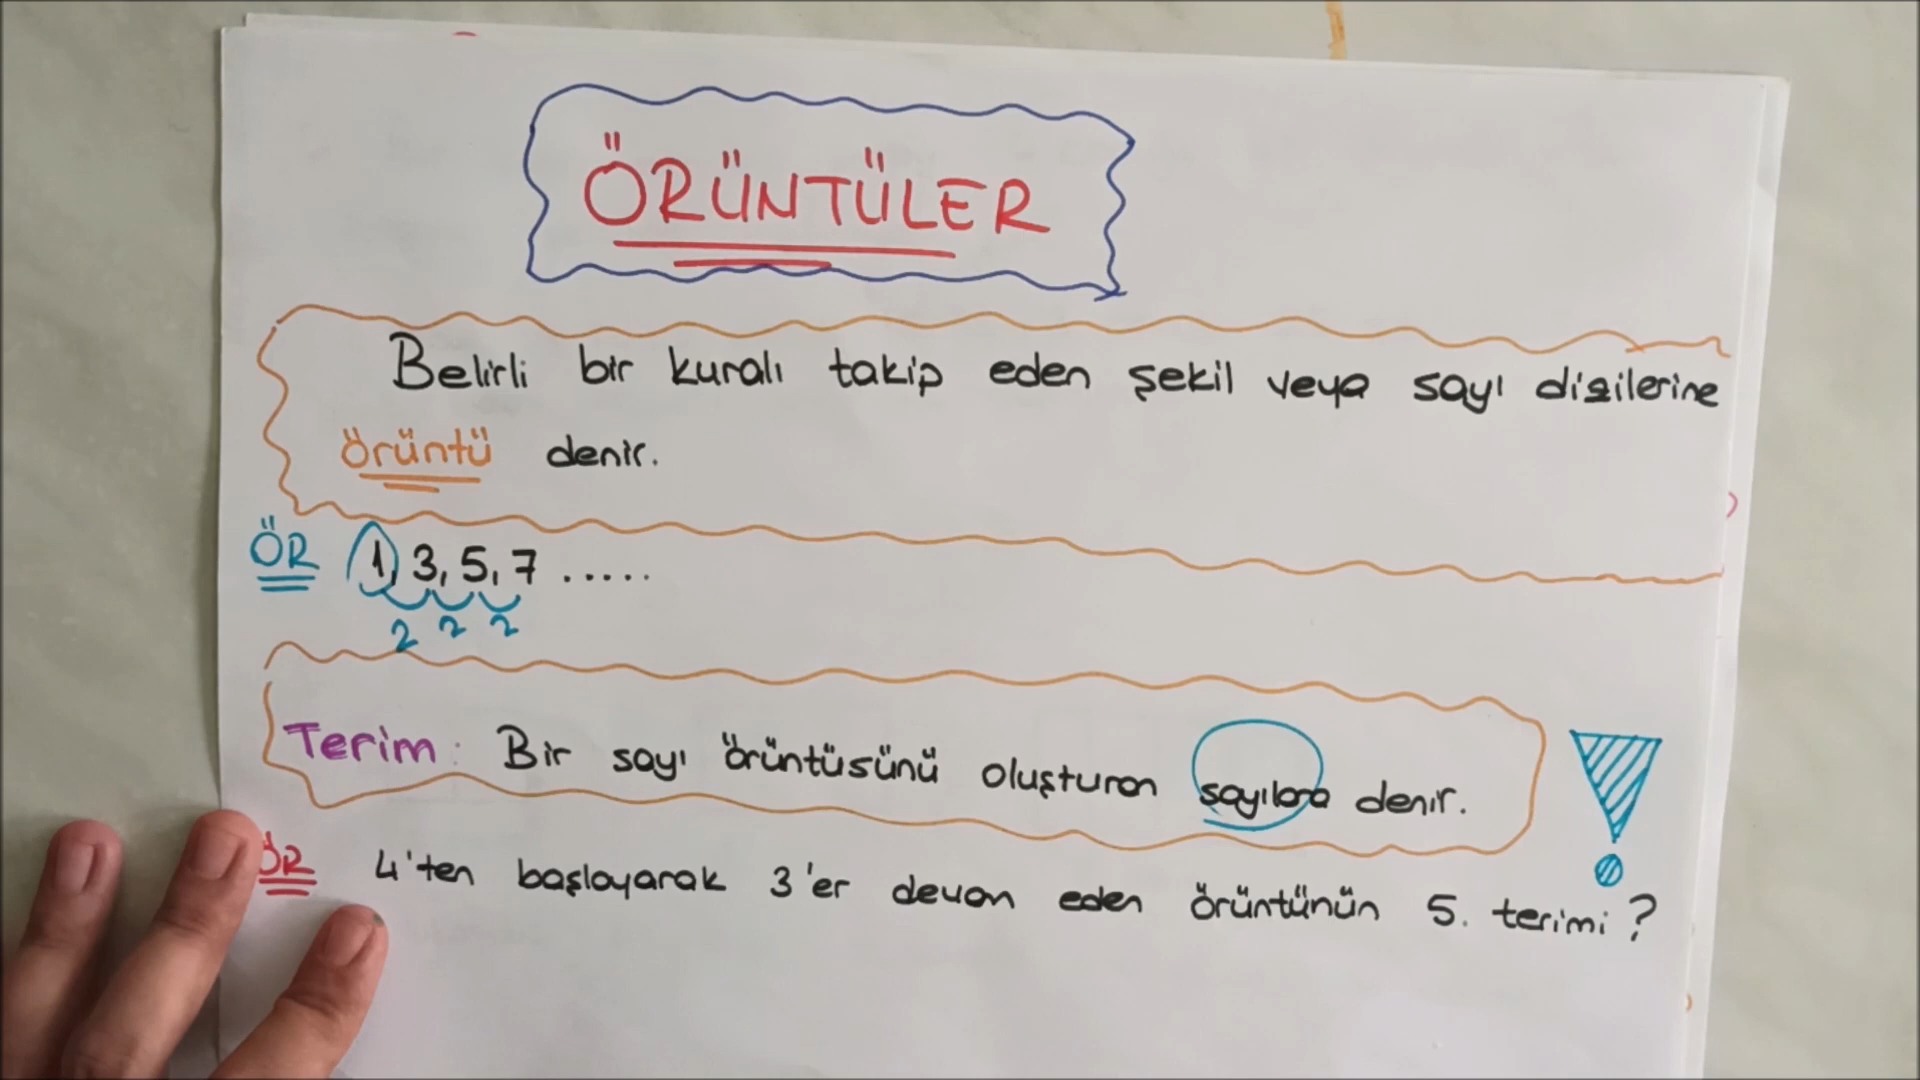 ÖRÜNTÜLER
Belirli bir kuralı takip eden şekil veya sayı dizilerine
örüntü denir.
ÖR 1, 3, 5, 7 .....
2 2 2
Terim: Bir sayı örüntüsünü oluşturan sayılara denir.
ÖR 4'ten başlayarak 3'er devam eden örüntünün 5. terimi ?